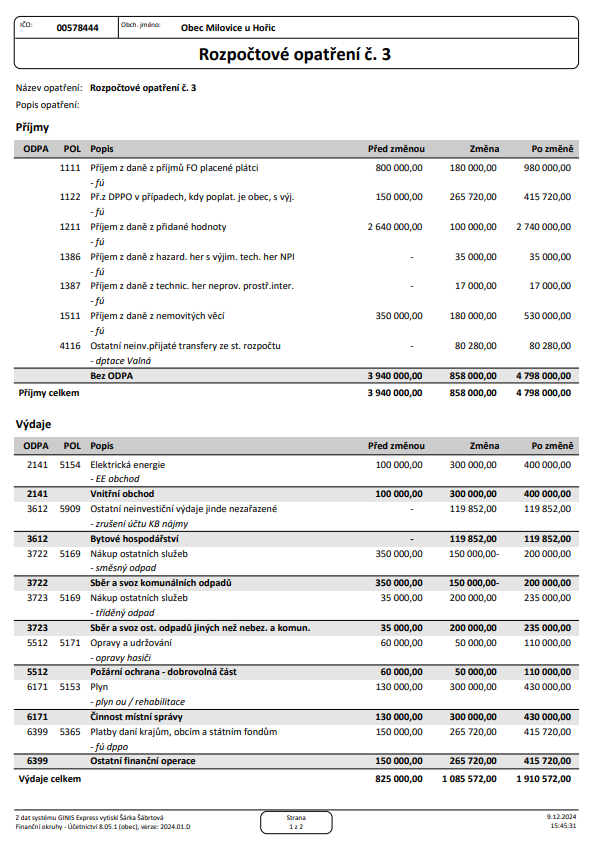 IČO: 00578444 Obch. jméno: Obec Milovice u Hořic
Rozpočtové opatření č. 3
Název opatření: Rozpočtové opatření č. 3
Popis opatření:
Příjmy
ODPA POL Popis Před změnou Změna Po změně
1111 Příjem z daně z příjmů FO placené plátci 800 000,00 180 000,00 980 000,00
- fú
1122 Př.z DPPO v případech, kdy poplat. je obec, s výj. 150 000,00 265 720,00 415 720,00
- fú
1211 Příjem z daně z přidané hodnoty 2 640 000,00 100 000,00 2 740 000,00
- fú
1386 Příjem z daně z hazard. her s výjim. tech. her NPI - 35 000,00 35 000,00
- fú
1387 Příjem z daně z technic. her neprov. prostř.inter. - 17 000,00 17 000,00
- fú
1511 Příjem z daně z nemovitých věcí 350 000,00 180 000,00 530 000,00
- fú
4116 Ostatní neinv.přijaté transfery ze st. rozpočtu - 80 280,00 80 280,00
- dptace Valná
Bez ODPA 3 940 000,00 858 000,00 4 798 000,00
Příjmy celkem 3 940 000,00 858 000,00 4 798 000,00
Výdaje
ODPA POL Popis Před změnou Změna Po změně
2141 5154 Elektrická energie 100 000,00 300 000,00 400 000,00
- EE obchod
2141 Vnitřní obchod 100 000,00 300 000,00 400 000,00
3612 5909 Ostatní neinvestiční výdaje jinde nezařazené - 119 852,00 119 852,00
- zrušení účtu KB nájmy
3612 Bytové hospodářství - 119 852,00 119 852,00
3722 5169 Nákup ostatních služeb 350 000,00 150 000,00- 200 000,00
- směsný odpad
3722 Sběr a svoz komunálních odpadů 350 000,00 150 000,00- 200 000,00
3723 5169 Nákup ostatních služeb 35 000,00 200 000,00 235 000,00
- tříděný odpad
3723 Sběr a svoz ost. odpadů jiných než nebez. a komun. 35 000,00 200 000,00 235 000,00
5512 5171 Opravy a udržování 60 000,00 50 000,00 110 000,00
- opravy hasiči
5512 Požární ochrana - dobrovolná část 60 000,00 50 000,00 110 000,00
6171 5153 Plyn 130 000,00 300 000,00 430 000,00
- plyn ou / rehabilitace
6171 Činnost místní správy 130 000,00 300 000,00 430 000,00
6399 5365 Platby daní krajům, obcím a státním fondům 150 000,00 265 720,00 415 720,00
- fú dppo
6399 Ostatní finanční operace 150 000,00 265 720,00 415 720,00
Výdaje celkem 825 000,00 1 085 572,00 1 910 572,00
Z dat systému GINIS Express vytiskl Šárka Šábrtová Strana 9.12.2024
Finanční okruhy - Účetnictví 8.05.1 (obec), verze: 2024.01.D 1 z 2 15:45:31